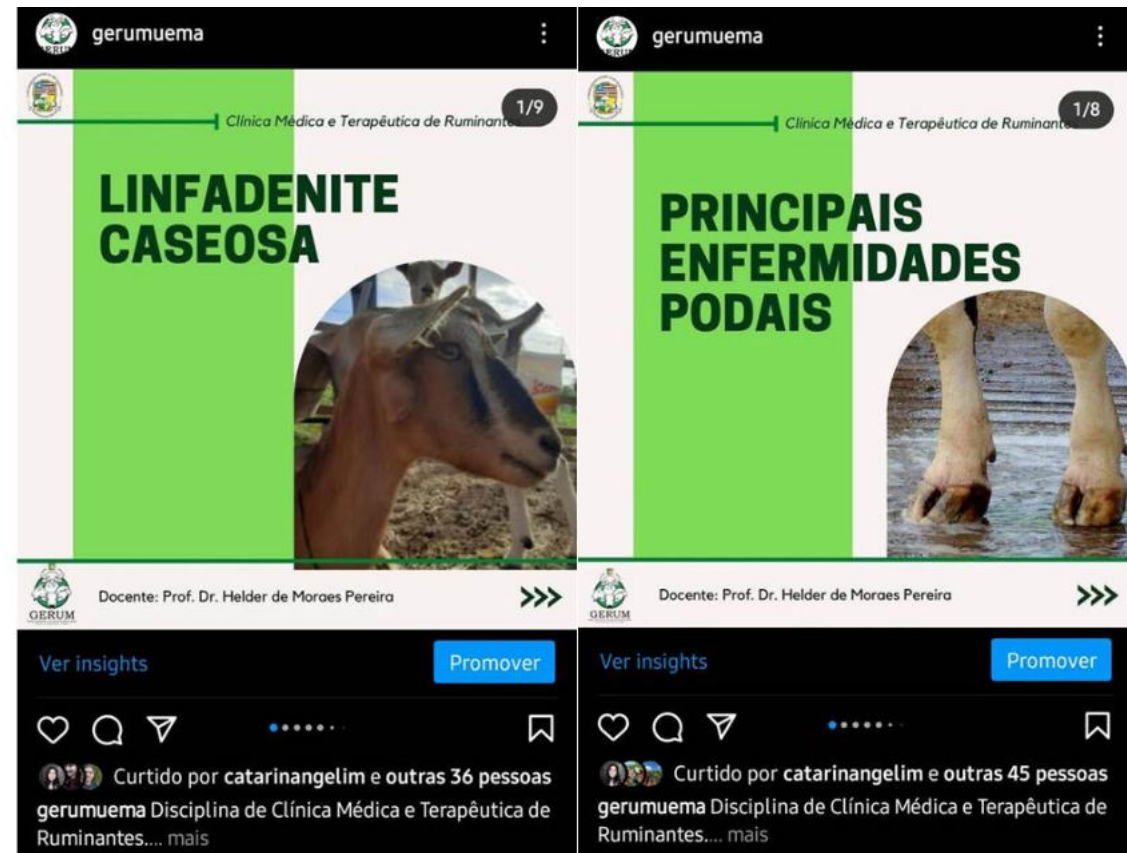 gerumuema
1/9
Clínica Médica e Terapêutica de Ruminantes
LINFADENITE
CASEOSA
Docente: Prof. Dr. Helder de Moraes Pereira
>>>
GERUM
Ver insights
Promover
Curtido por catarinangelim e outras 36 pessoas
gerumuema Disciplina de Clínica Médica e Terapêutica de
Ruminantes.... mais
gerumuema
1/8
Clínica Médica e Terapêutica de Ruminantes
PRINCIPAIS
ENFERMIDADES
PODAIS
Docente: Prof. Dr. Helder de Moraes Pereira
>>>
GERUM
Ver insights
Promover
Curtido por catarinangelim e outras 45 pessoas
gerumuema Disciplina de Clínica Médica e Terapêutica de
Ruminantes.... mais